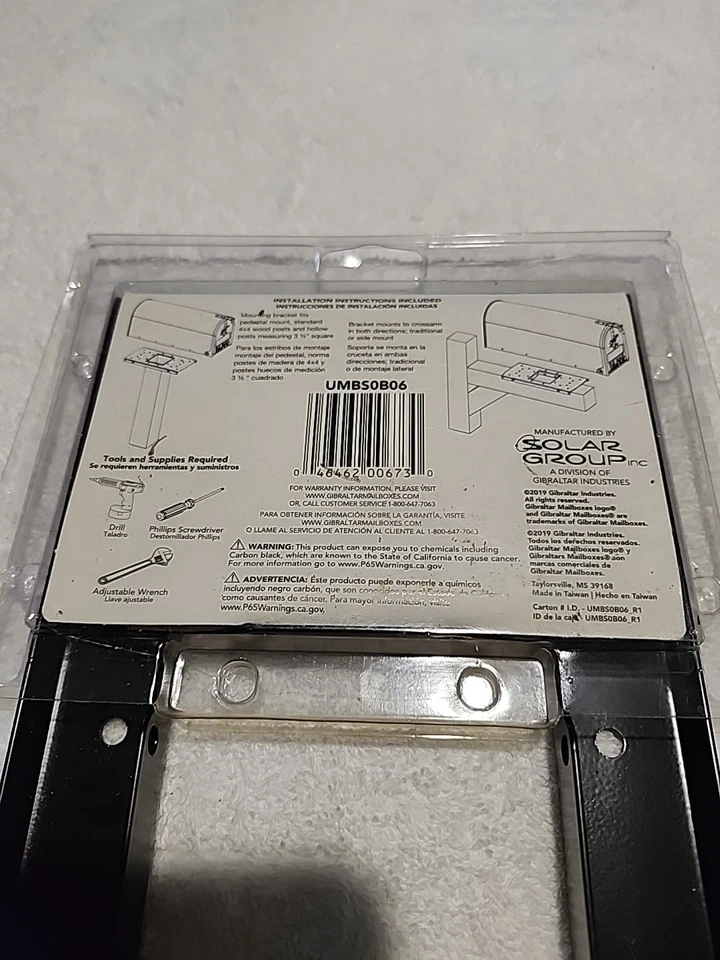 INSTALLATION INSTRUCTIONS INCLUDED
INSTRUCCIONES DE INSTALACIÓN INCLUIDAS
Mounting bracket fits
pedestal mount, standard
4x4 wood posts and hollow
posts measuring 3 ½" square
Para los estribos de montaje
montaje del pedestal, norma
postes de madera de 4x4 y
postes huecos de medición
3 ½ " cuadrado
Bracket mounts to crossarm
in both directions; traditional
or side mount
Soporte se monta en la
cruceta en ambas
direcciones; tradicional
o de montaje lateral
UMBS0B06
0 46462 00673 0
Tools and Supplies Required
Se requieren herramientas y suministros
Drill
Taladro
Phillips Screwdriver
Destornillador Phillips
Adjustable Wrench
Llave ajustable
FOR WARRANTY INFORMATION, PLEASE VISIT
WWW.GIBRALTARMAILBOXES.COM
OR, CALL CUSTOMER SERVICE 1-800-647-7063
PARA OBTENER INFORMACIÓN SOBRE LA GARANTÍA, VISITE
WWW.GIBRALTARMAILBOXES.COM
O LLAME AL SERVICIO DE ATENCIÓN AL CLIENTE AL 1-800-647-7063
WARNING: This product can expose you to chemicals including
Carbon black, which are known to the State of California to cause cancer.
For more information go to www.P65Warnings.ca.gov.
ADVERTENCIA: Éste producto puede exponerle a químicos
incluyendo negro carbón, que son conocidos por el Estado de California
como causantes de cáncer. Para mayor información, visite
www.P65Warnings.ca.gov.
MANUFACTURED BY
SOLAR
GROUP INC
A DIVISION OF
GIBRALTAR INDUSTRIES
©2019 Gibraltar Industries.
All rights reserved.
Gibraltar Mailboxes logo®
and Gibraltar Mailboxes® are
trademarks of Gibraltar Mailboxes.
©2019 Gibraltar Industries.
Todos los defechos reservados.
Gibraltar Mailboxes logo® y
Gibraltars Mailboxes® son
marcas comerciales de
Gibraltar Mailboxes.
Taylorsville, MS 39168
Made in Taiwan | Hecho en Taiwan
Carton # I.D. - UMBS0B06_R1
ID de la caja - UMBS0B06_R1